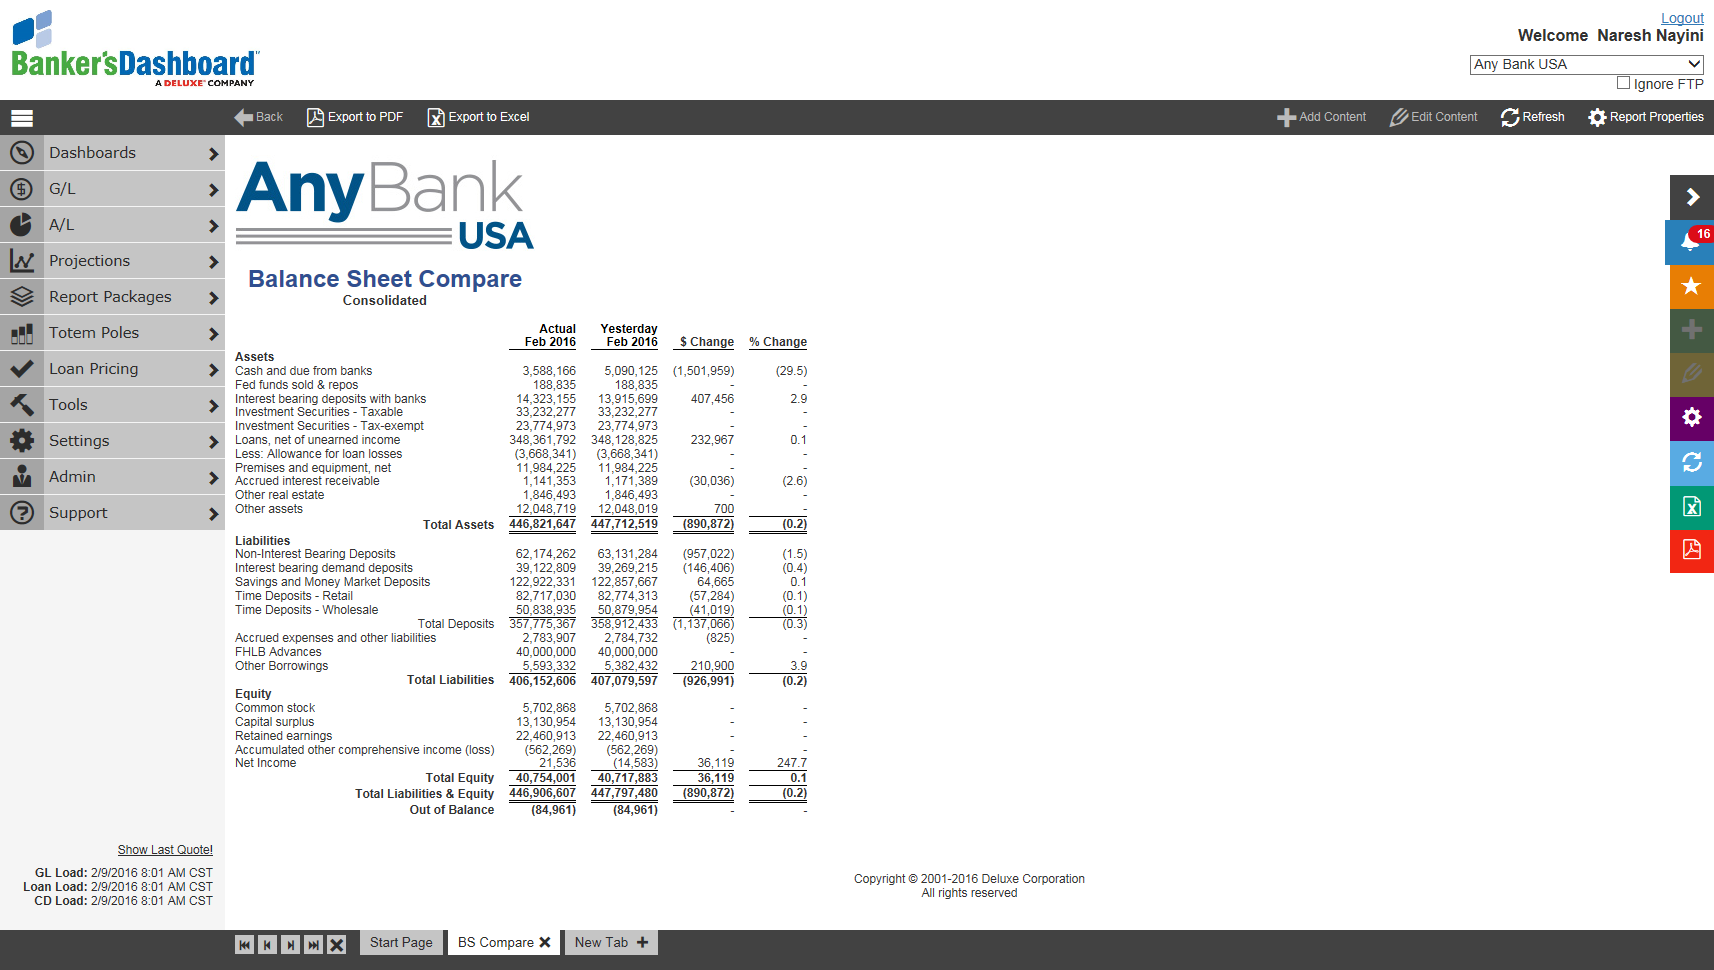 Logout
Welcome Naresh Nayini
Banker'sDashboard
A DELUXE COMPANY
Any Bank USA
Ignore FTP
Back Export to PDF Export to Excel Add Content Edit Content Refresh Report Properties
Dashboards
G/L
A/L
Projections
Report Packages
Totem Poles
Loan Pricing
Tools
Settings
Admin
Support
16
AnyBank
USA
Balance Sheet Compare
Consolidated
Actual Yesterday
Feb 2016 Feb 2016 $ Change % Change
Assets
Cash and due from banks 3,588,166 5,090,125 (1,501,959) (29.5)
Fed funds sold & repos 188,835 188,835 - -
Interest bearing deposits with banks 14,323,155 13,915,699 407,456 2.9
Investment Securities - Taxable 33,232,277 33,232,277 - -
Investment Securities - Tax-exempt 23,774,973 23,774,973 - -
Loans, net of unearned income 348,361,792 348,128,825 232,967 0.1
Less: Allowance for loan losses (3,668,341) (3,668,341) - -
Premises and equipment, net 11,984,225 11,984,225 - -
Accrued interest receivable 1,141,353 1,171,389 (30,036) (2.6)
Other real estate 1,846,493 1,846,493 - -
Other assets 12,048,719 12,048,019 700 -
Total Assets 446,821,647 447,712,519 (890,872) (0.2)
Liabilities
Non-Interest Bearing Deposits 62,174,262 63,131,284 (957,022) (1.5)
Interest bearing demand deposits 39,122,809 39,269,215 (146,406) (0.4)
Savings and Money Market Deposits 122,922,331 122,857,667 64,665 0.1
Time Deposits - Retail 82,717,030 82,774,313 (57,284) (0.1)
Time Deposits - Wholesale 50,838,935 50,879,954 (41,019) (0.1)
Total Deposits 357,775,367 358,912,433 (1,137,066) (0.3)
Accrued expenses and other liabilities 2,783,907 2,784,732 (825) -
FHLB Advances 40,000,000 40,000,000 - -
Other Borrowings 5,593,332 5,382,432 210,900 3.9
Total Liabilities 406,152,606 407,079,597 (926,991) (0.2)
Equity
Common stock 5,702,868 5,702,868 - -
Capital surplus 13,130,954 13,130,954 - -
Retained earnings 22,460,913 22,460,913 - -
Accumulated other comprehensive income (loss) (562,269) (562,269) - -
Net Income 21,536 (14,583) 36,119 247.7
Total Equity 40,754,001 40,717,883 36,119 0.1
Total Liabilities & Equity 446,906,607 447,797,480 (890,872) (0.2)
Out of Balance (84,961) (84,961) - -
Show Last Quote!
GL Load: 2/9/2016 8:01 AM CST
Loan Load: 2/9/2016 8:01 AM CST
CD Load: 2/9/2016 8:01 AM CST
Copyright © 2001-2016 Deluxe Corporation
All rights reserved
Start Page BS Compare New Tab